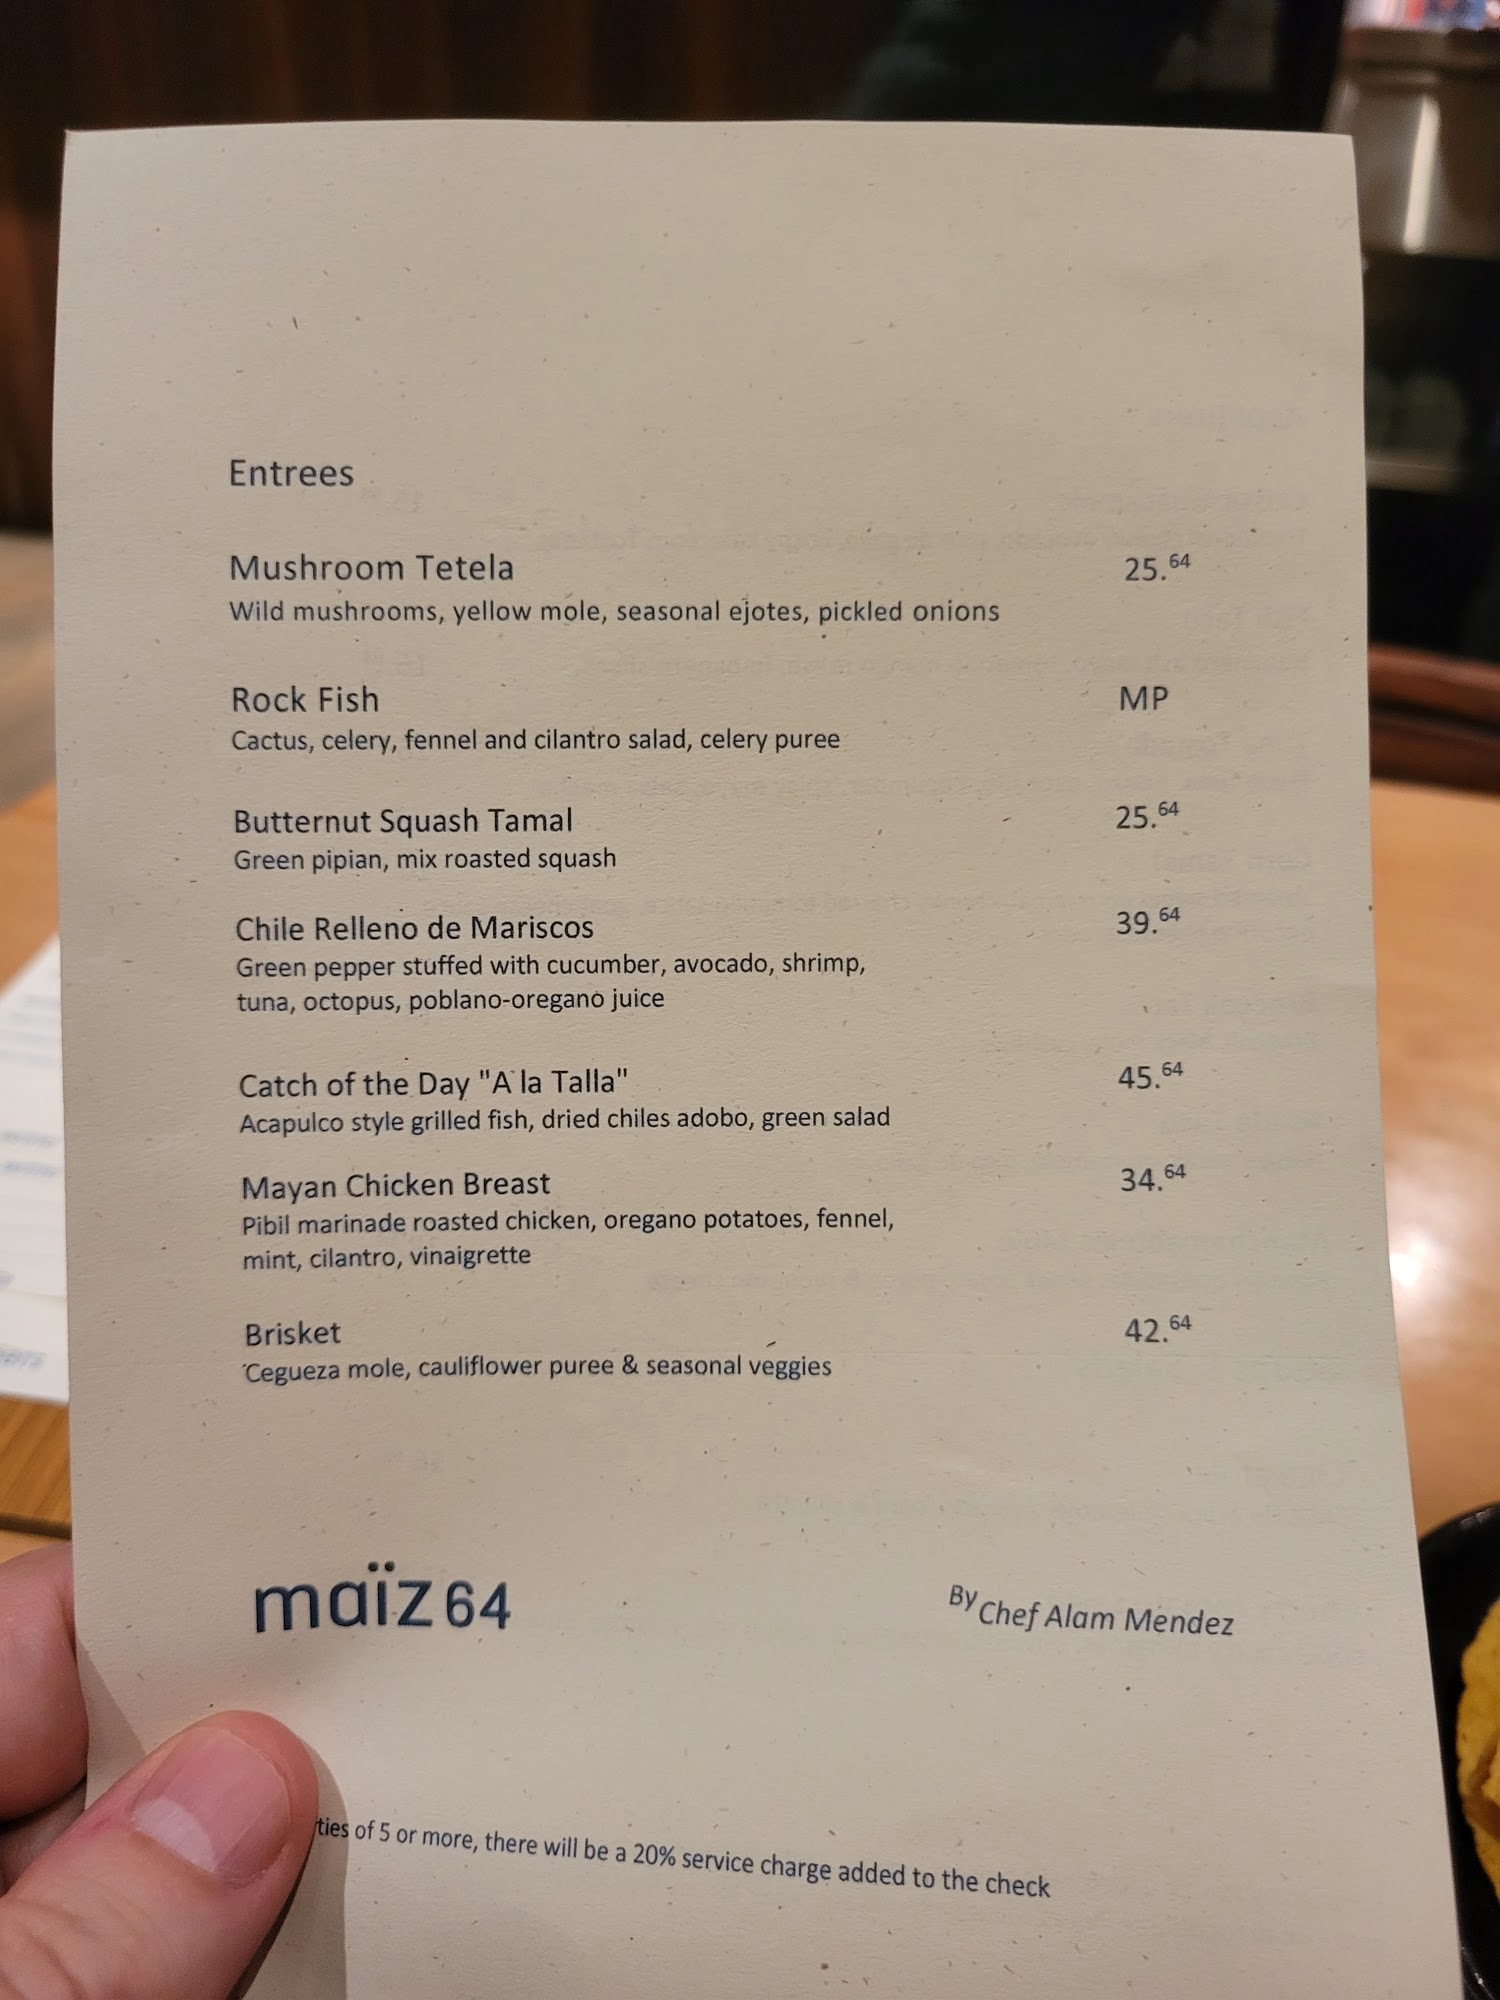 Entrees
Mushroom Tetela 25.64
Wild mushrooms, yellow mole, seasonal ejotes, pickled onions
Rock Fish MP
Cactus, celery, fennel and cilantro salad, celery puree
Butternut Squash Tamal 25.64
Green pipian, mix roasted squash
Chile Relleno de Mariscos 39.64
Green pepper stuffed with cucumber, avocado, shrimp,
tuna, octopus, poblano-oregano juice
Catch of the Day "A la Talla" 45.64
Acapulco style grilled fish, dried chiles adobo, green salad
Mayan Chicken Breast 34.64
Pibil marinade roasted chicken, oregano potatoes, fennel,
mint, cilantro, vinaigrette
Brisket 42.64
Cegueza mole, cauliflower puree & seasonal veggies
maïz 64 By Chef Alam Mendez
ties of 5 or more, there will be a 20% service charge added to the check